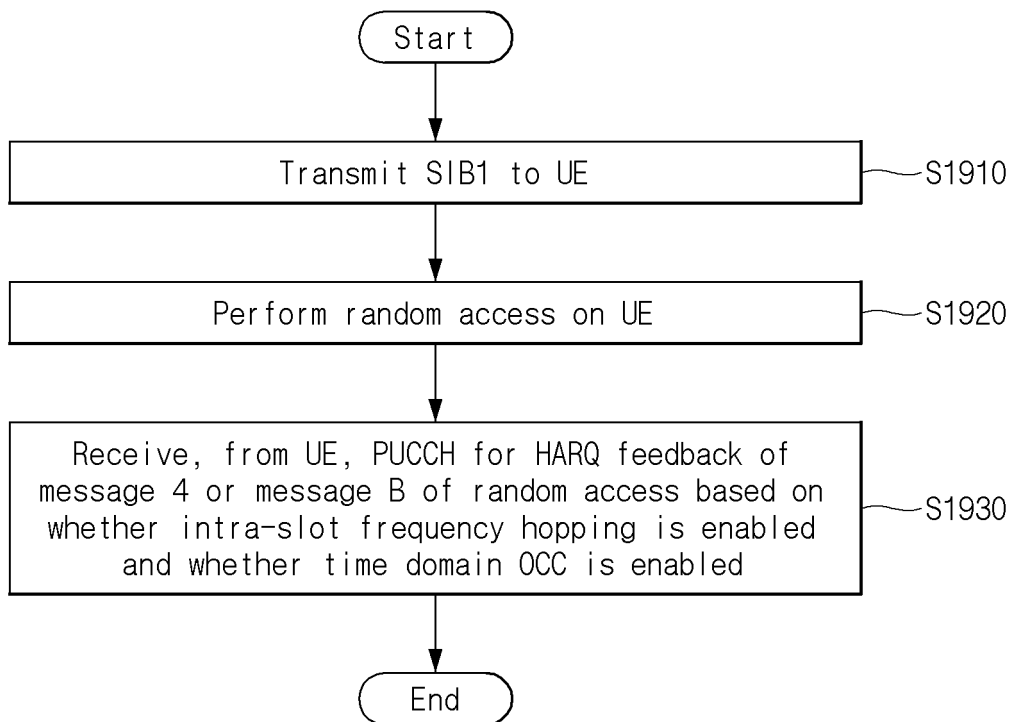 Start
Transmit SIB1 to UE
S1910
Perform random access on UE
S1920
Receive, from UE, PUCCH for HARQ feedback of
message 4 or message B of random access based on
whether intra-slot frequency hopping is enabled
and whether time domain OCC is enabled
S1930
End